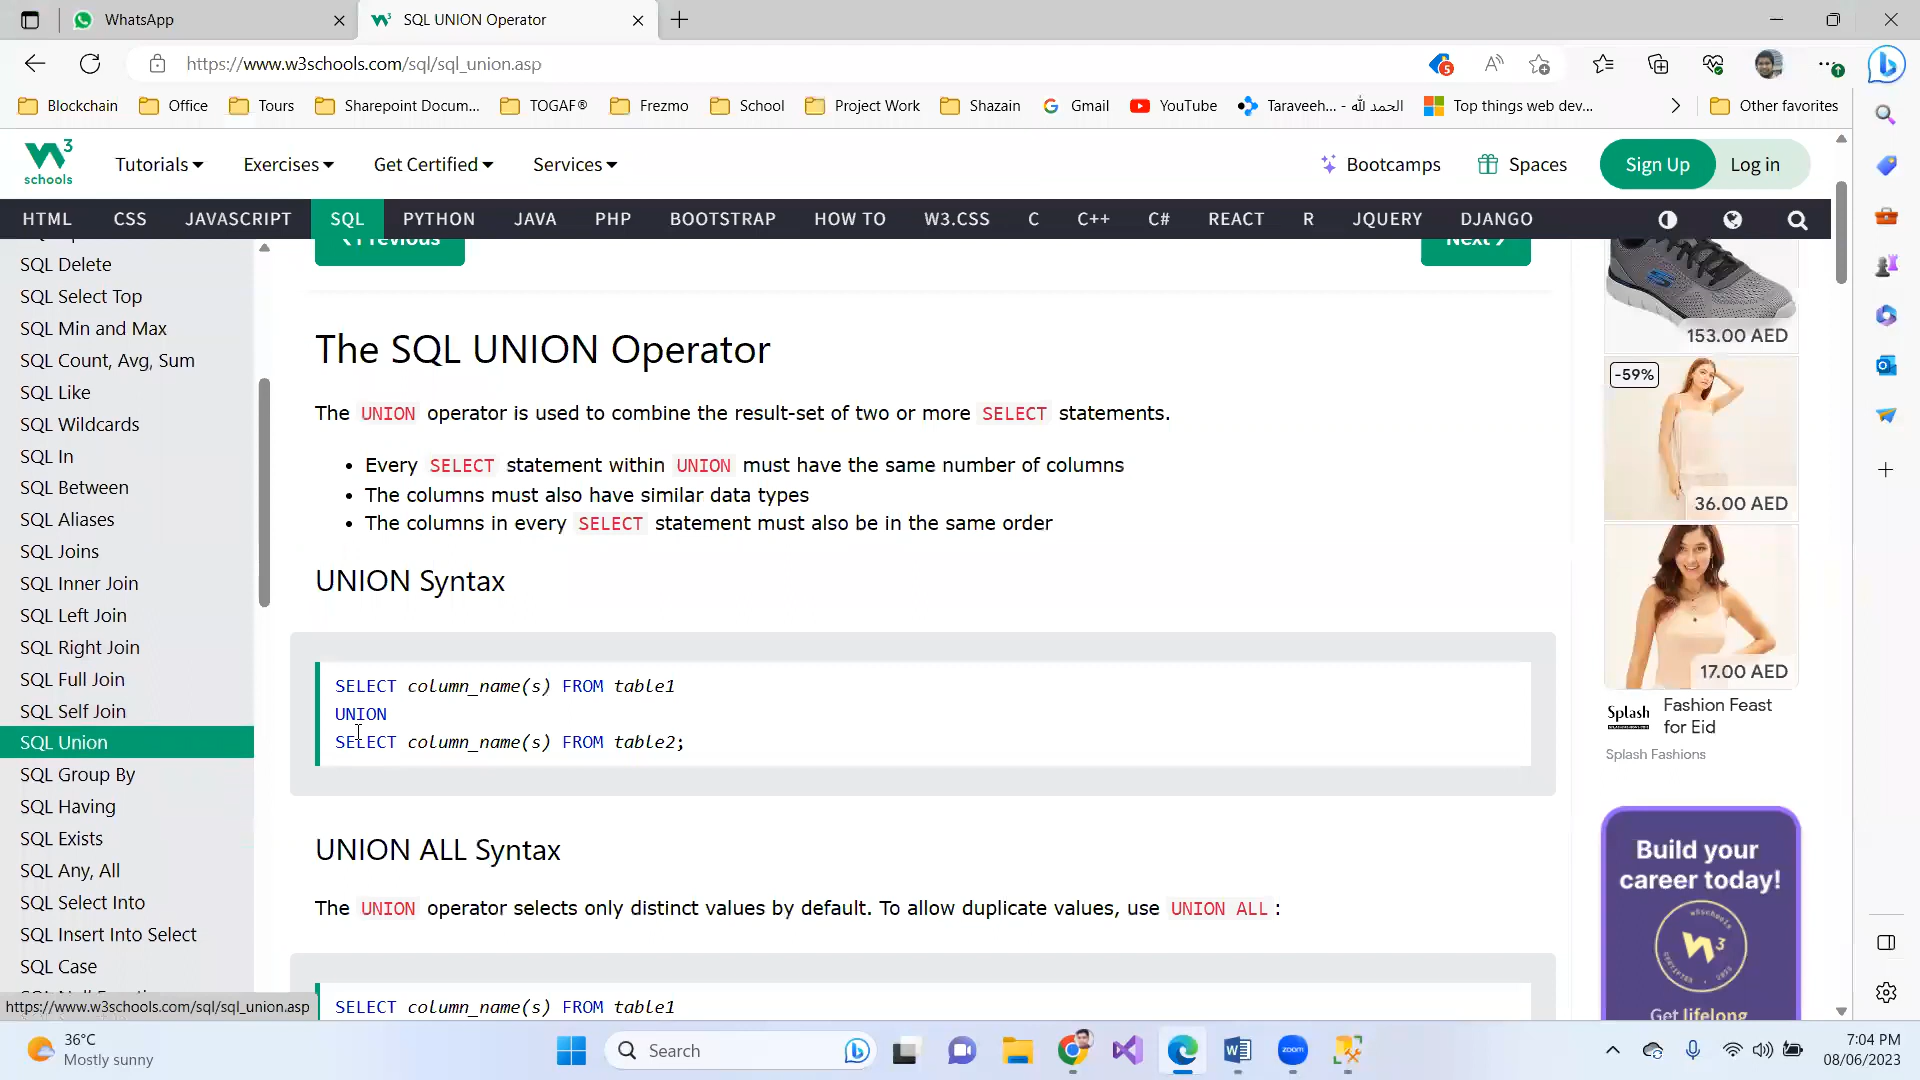 WhatsApp
SQL UNION Operator
https://www.w3schools.com/sql/sql_union.asp
5
Blockchain
Office
Tours
Sharepoint Docum...
TOGAF®
Frezmo
School
Project Work
Shazain
Gmail
YouTube
Taraveeh... - الحمد لله
Top things web dev...
Other favorites
3
schools
Tutorials
Exercises
Get Certified
Services
Bootcamps
Spaces
Sign Up
Log in
HTML CSS JAVASCRIPT SQL PYTHON JAVA PHP BOOTSTRAP HOW TO W3.CSS C C++ C# REACT R JQUERY DJANGO
SQL Delete
SQL Select Top
SQL Min and Max
SQL Count, Avg, Sum
SQL Like
SQL Wildcards
SQL In
SQL Between
SQL Aliases
SQL Joins
SQL Inner Join
SQL Left Join
SQL Right Join
SQL Full Join
SQL Self Join
SQL Union
SQL Group By
SQL Having
SQL Exists
SQL Any, All
SQL Select Into
SQL Insert Into Select
SQL Case
https://www.w3schools.com/sql/sql_union.asp
❮ Previous
Next ❯
The SQL UNION Operator
The UNION operator is used to combine the result-set of two or more SELECT statements.
• Every SELECT statement within UNION must have the same number of columns
• The columns must also have similar data types
• The columns in every SELECT statement must also be in the same order
UNION Syntax
SELECT column_name(s) FROM table1
UNION
SELECT column_name(s) FROM table2;
UNION ALL Syntax
The UNION operator selects only distinct values by default. To allow duplicate values, use UNION ALL:
SELECT column_name(s) FROM table1
153.00 AED
-59%
36.00 AED
17.00 AED
Splash
Fashion Feast
for Eid
Splash Fashions
Build your
career today!
Get lifelong
36°C
Mostly sunny
Search
zoom
7:04 PM
08/06/2023